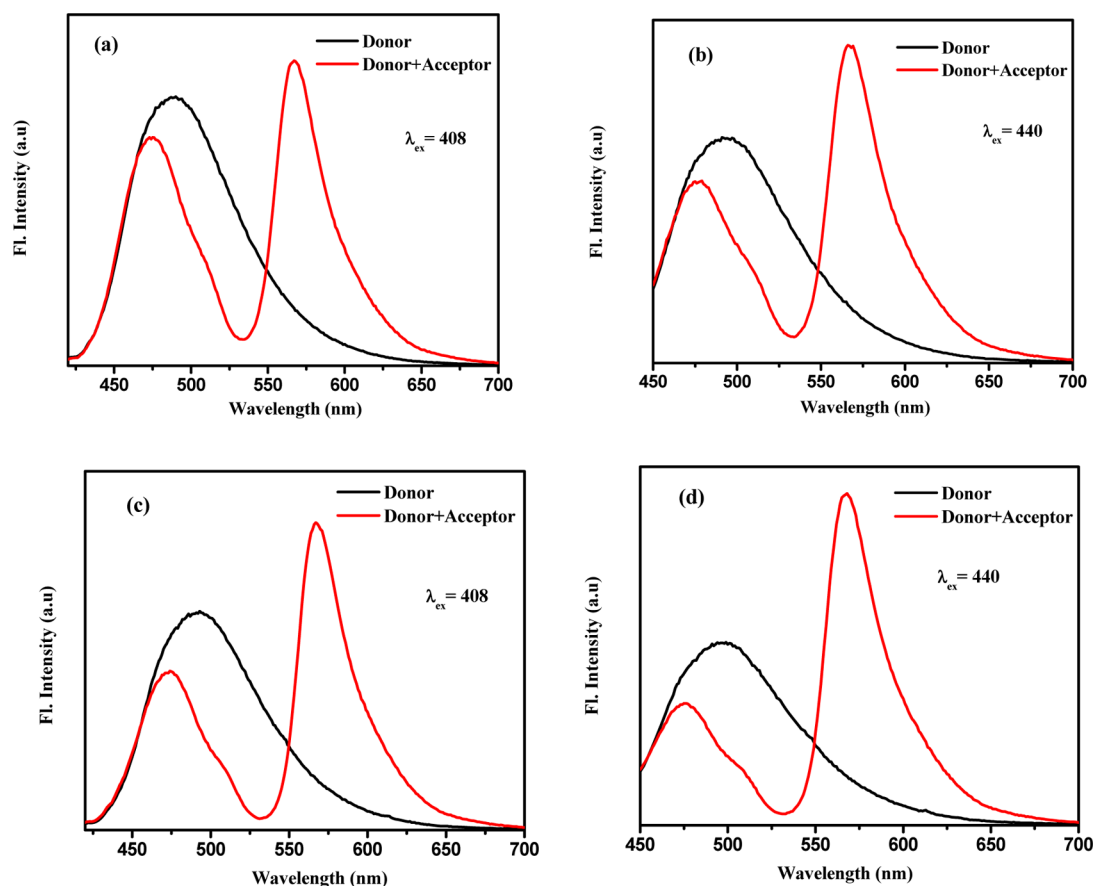 (a)
Donor
Donor+Acceptor
λex= 408
Fl. Intensity (a.u)
450 500 550 600 650 700
Wavelength (nm)
(b)
Donor
Donor+Acceptor
λex= 440
Fl. Intensity (a.u)
450 500 550 600 650 700
Wavelength (nm)
(c)
Donor
Donor+Acceptor
λex= 408
Fl. Intensity (a.u)
450 500 550 600 650 700
Wavelength (nm)
(d)
Donor
Donor+Acceptor
λex= 440
Fl. Intensity (a.u)
450 500 550 600 650 700
Wavelength (nm)